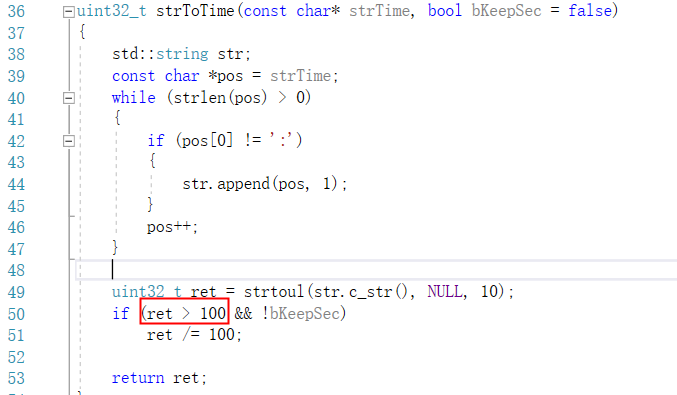 36 uint32_t strToTime(const char* strTime, bool bKeepSec = false)
37 {
38 std::string str;
39 const char *pos = strTime;
40 while (strlen(pos) > 0)
41 {
42 if (pos[0] != ':')
43 {
44 str.append(pos, 1);
45 }
46 pos++;
47 }
48
49 uint32_t ret = strtoul(str.c_str(), NULL, 10);
50 if (ret > 100 && !bKeepSec)
51 ret /= 100;
52
53 return ret;